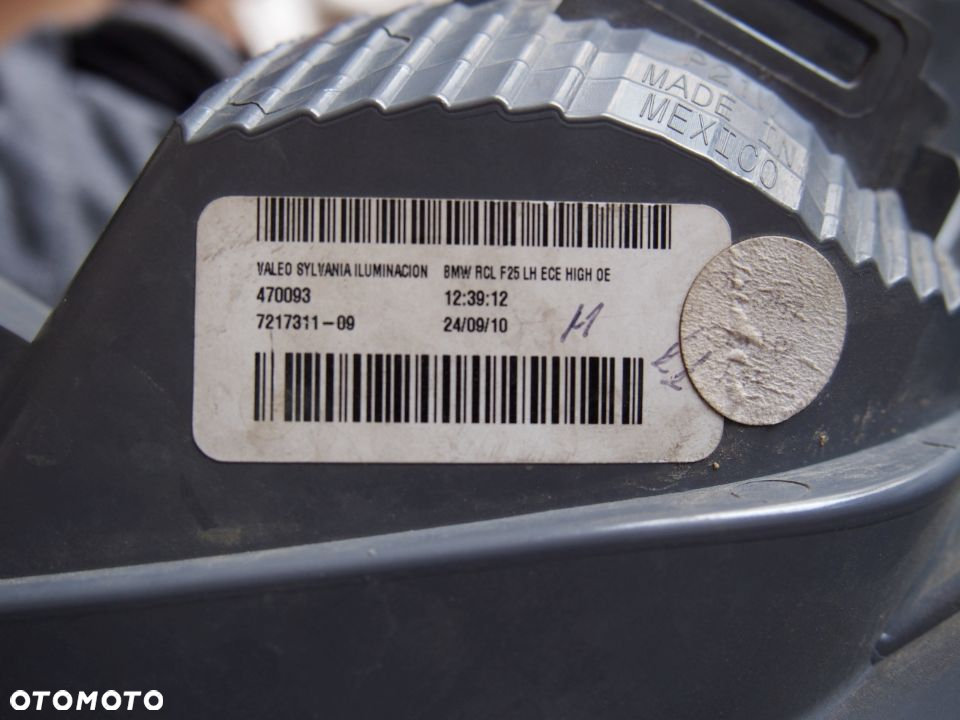 MADE IN
MEXICO
VALEO SYLVANIA ILUMINACION BMW RCL F25 LH ECE HIGH OE
470093 12:39:12
7217311-09 24/09/10
OTOMOTO